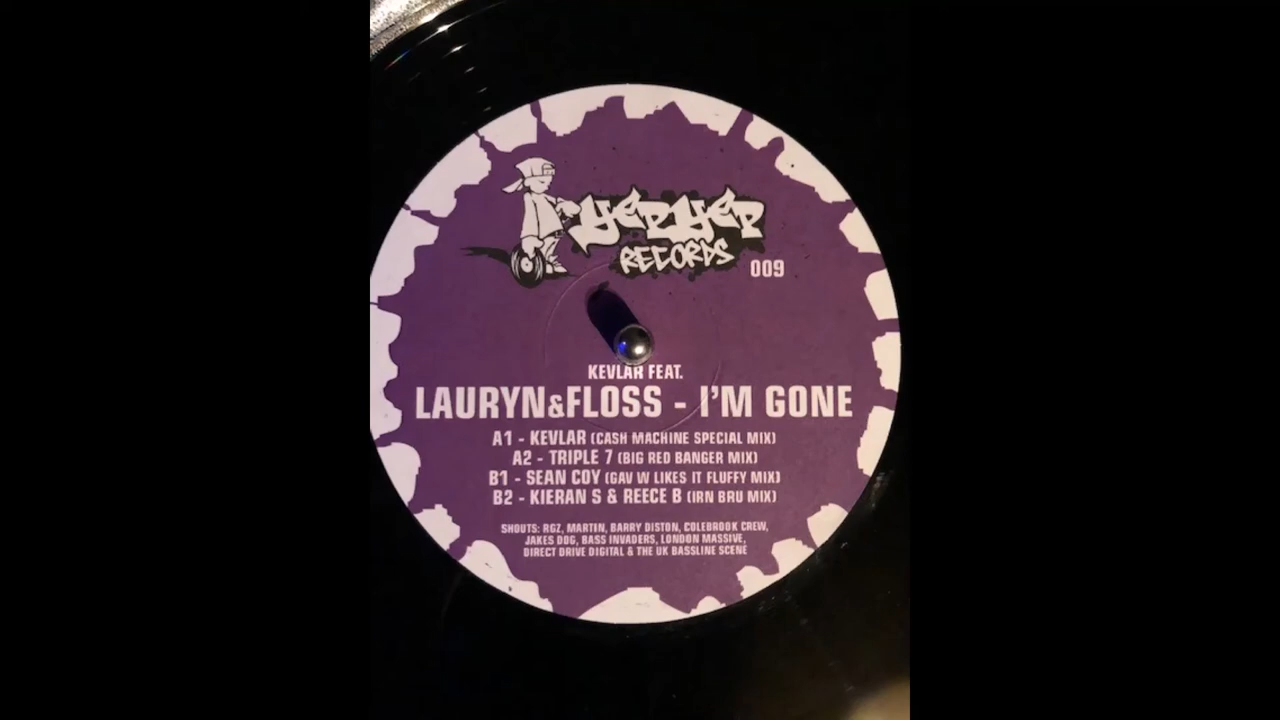 YEPYEP
RECORDS
009
KEVLAR FEAT.
LAURYN&FLOSS - I'M GONE
A1 - KEVLAR (CASH MACHINE SPECIAL MIX)
A2 - TRIPLE 7 (BIG RED BANGER MIX)
B1 - SEAN COY (GAV W LIKES IT FLUFFY MIX)
B2 - KIERAN S & REECE B (IRN BRU MIX)
SHOUTS: RGZ, MARTIN, BARRY DISTON, COLEBROOK CREW,
JAKES DOG, BASS INVADERS, LONDON MASSIVE,
DIRECT DRIVE DIGITAL & THE UK BASSLINE SCENE